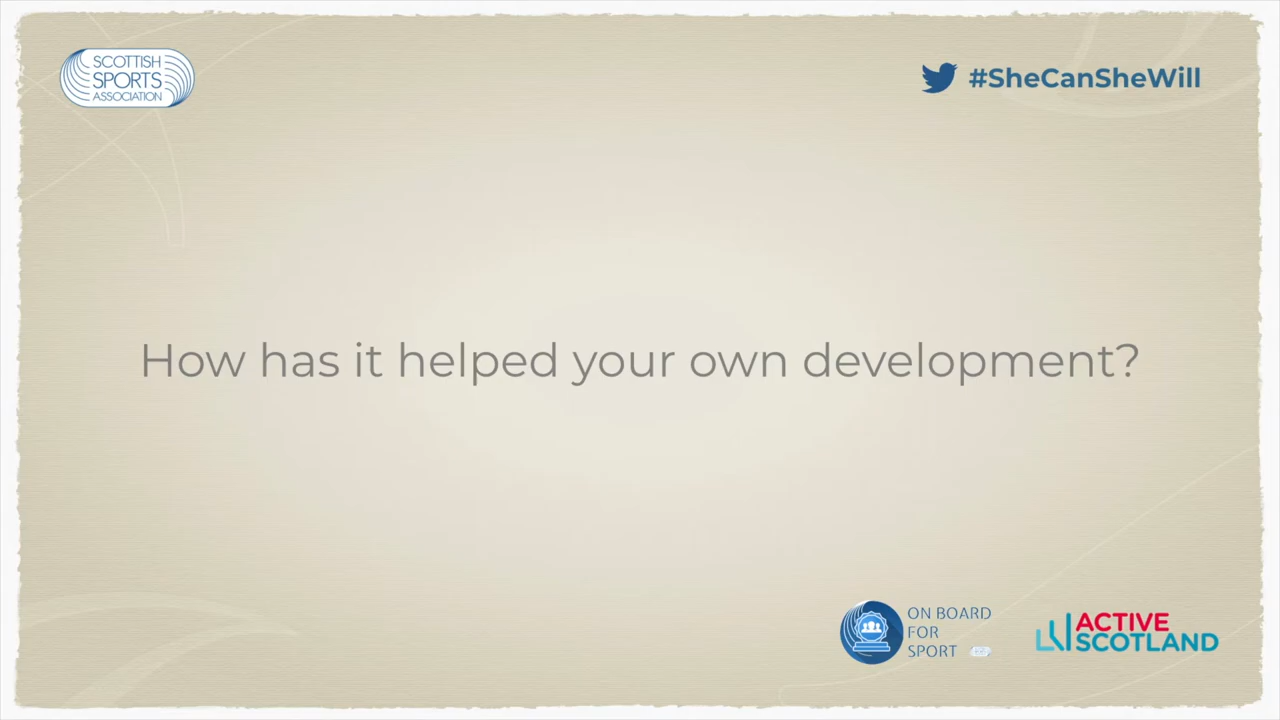 SCOTTISH
SPORTS
ASSOCIATION
#SheCanSheWill
How has it helped your own development?
ON BOARD
FOR
SPORT
ACTIVE
SCOTLAND